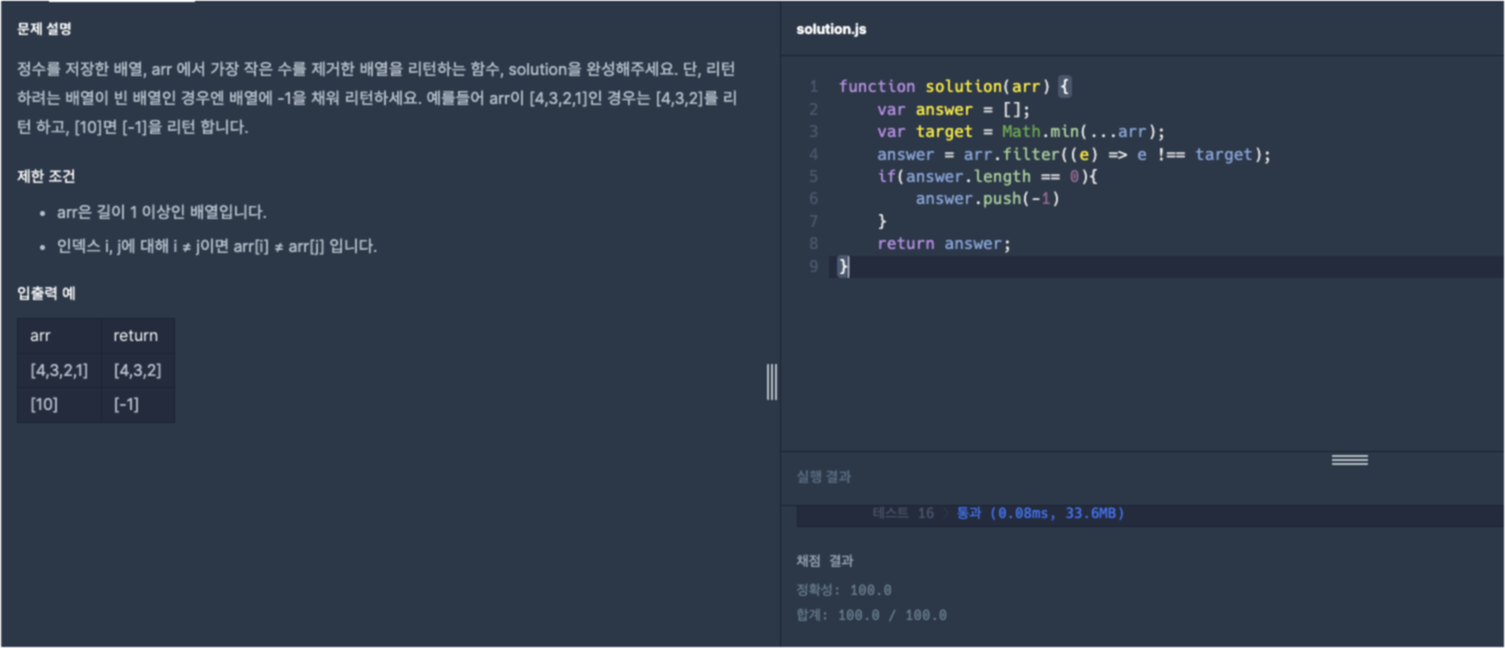 문제 설명
정수를 저장한 배열, arr 에서 가장 작은 수를 제거한 배열을 리턴하는 함수, solution을 완성해주세요. 단, 리턴
하려는 배열이 빈 배열인 경우엔 배열에 -1을 채워 리턴하세요. 예를들어 arr이 [4,3,2,1]인 경우는 [4,3,2]를 리
턴 하고, [10]면 [-1]을 리턴 합니다.
제한 조건
• arr은 길이 1 이상인 배열입니다.
• 인덱스 i, j에 대해 i ≠ j이면 arr[i] ≠ arr[j] 입니다.
입출력 예
arr return
[4,3,2,1] [4,3,2]
[10] [-1]
solution.js
1 function solution(arr) {
2     var answer = [];
3     var target = Math.min(...arr);
4     answer = arr.filter((e) => e !== target);
5     if(answer.length == 0){
6         answer.push(-1)
7     }
8     return answer;
9 }
실행 결과
테스트 16 〉 통과 (0.08ms, 33.6MB)
채점 결과
정확성: 100.0
합계: 100.0 / 100.0